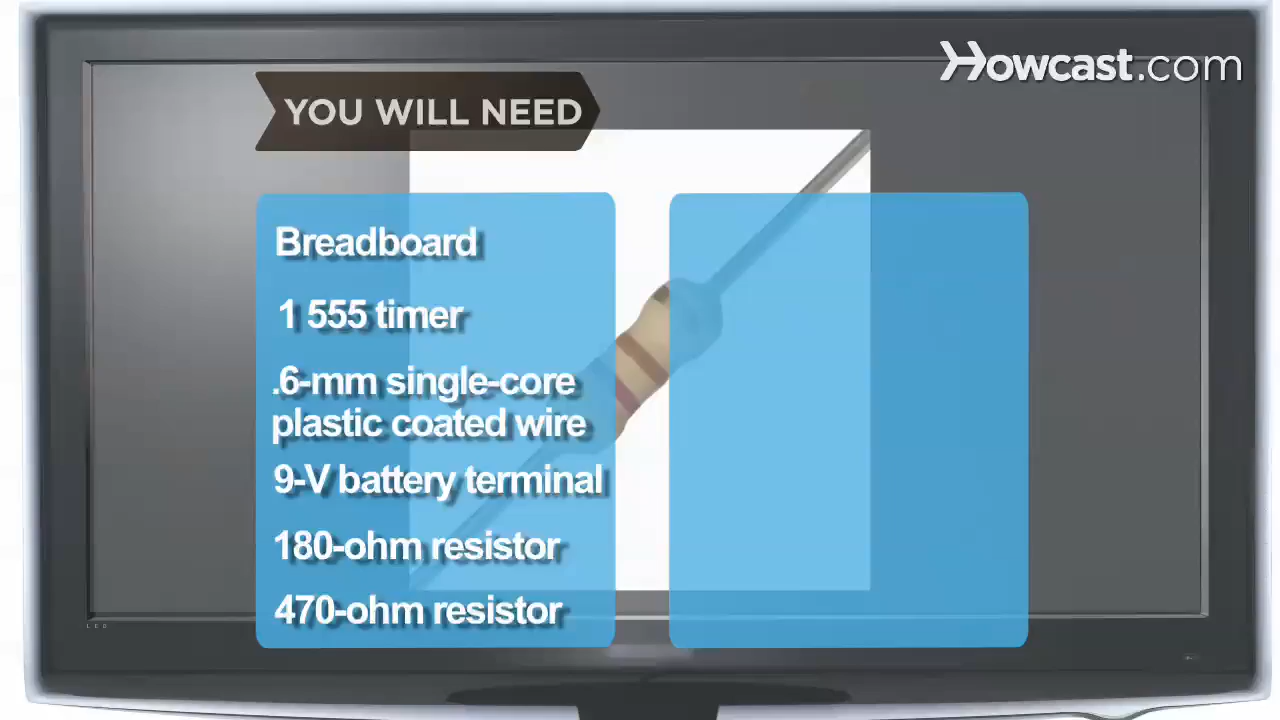 Howcast.com
YOU WILL NEED
Breadboard
1 555 timer
.6-mm single-core
plastic coated wire
9-V battery terminal
180-ohm resistor
470-ohm resistor
LED